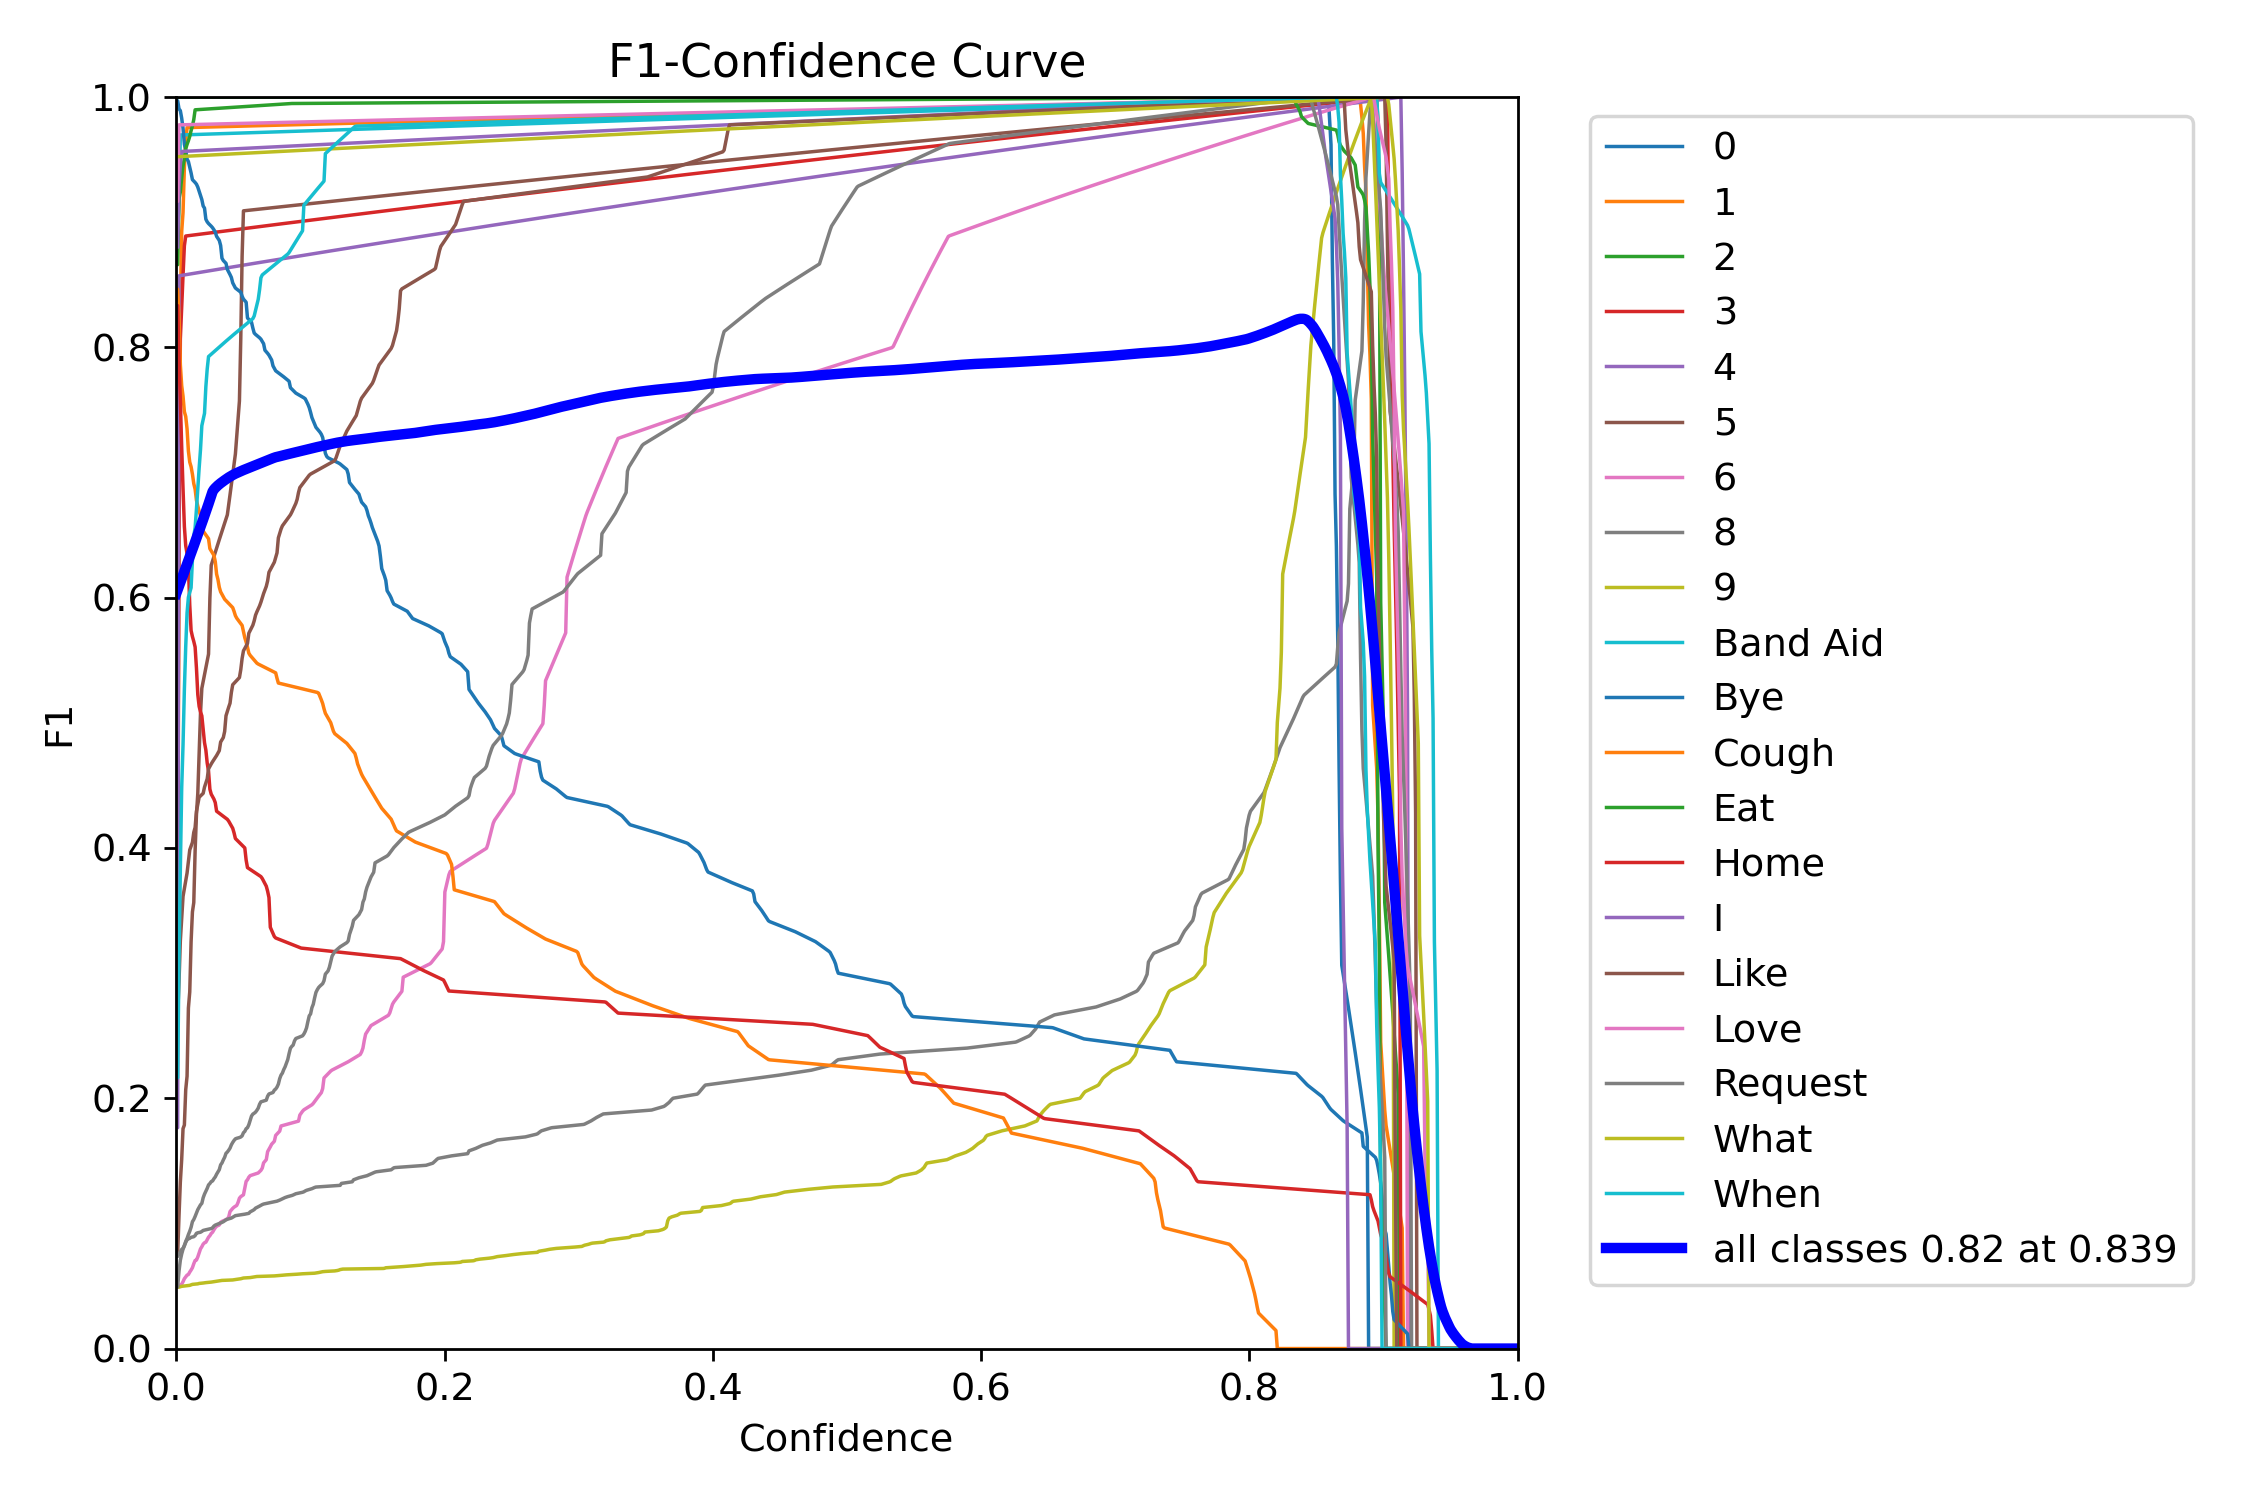 F1-Confidence Curve
1.0
0.8
0.6
0.4
0.2
0.0
F1
0.0 0.2 0.4 0.6 0.8 1.0
Confidence
0
1
2
3
4
5
6
8
9
Band Aid
Bye
Cough
Eat
Home
I
Like
Love
Request
What
When
all classes 0.82 at 0.839